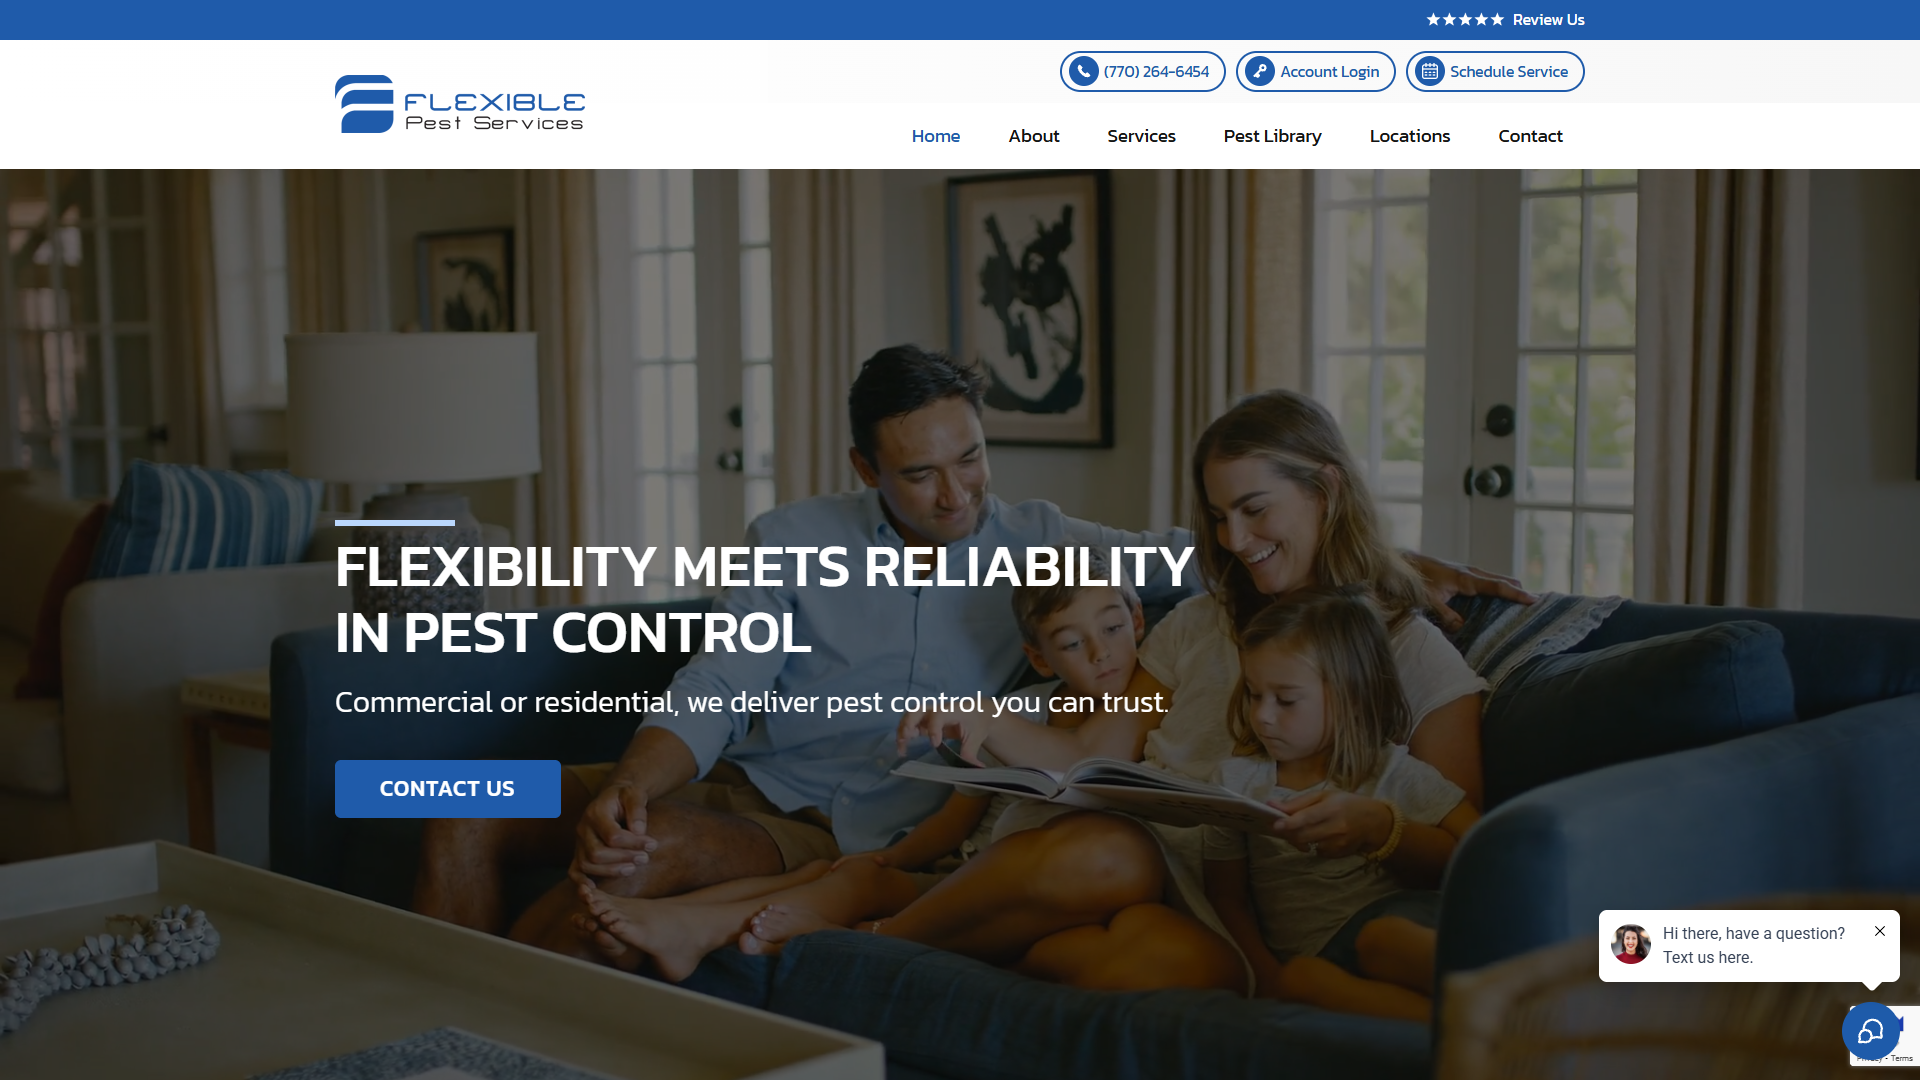 Review Us
(770) 264-6454
Account Login
Schedule Service
FLEXIBLE
Pest Services
Home
About
Services
Pest Library
Locations
Contact
FLEXIBILITY MEETS RELIABILITY
IN PEST CONTROL
Commercial or residential, we deliver pest control you can trust.
CONTACT US
Hi there, have a question?
Text us here.
- Terms